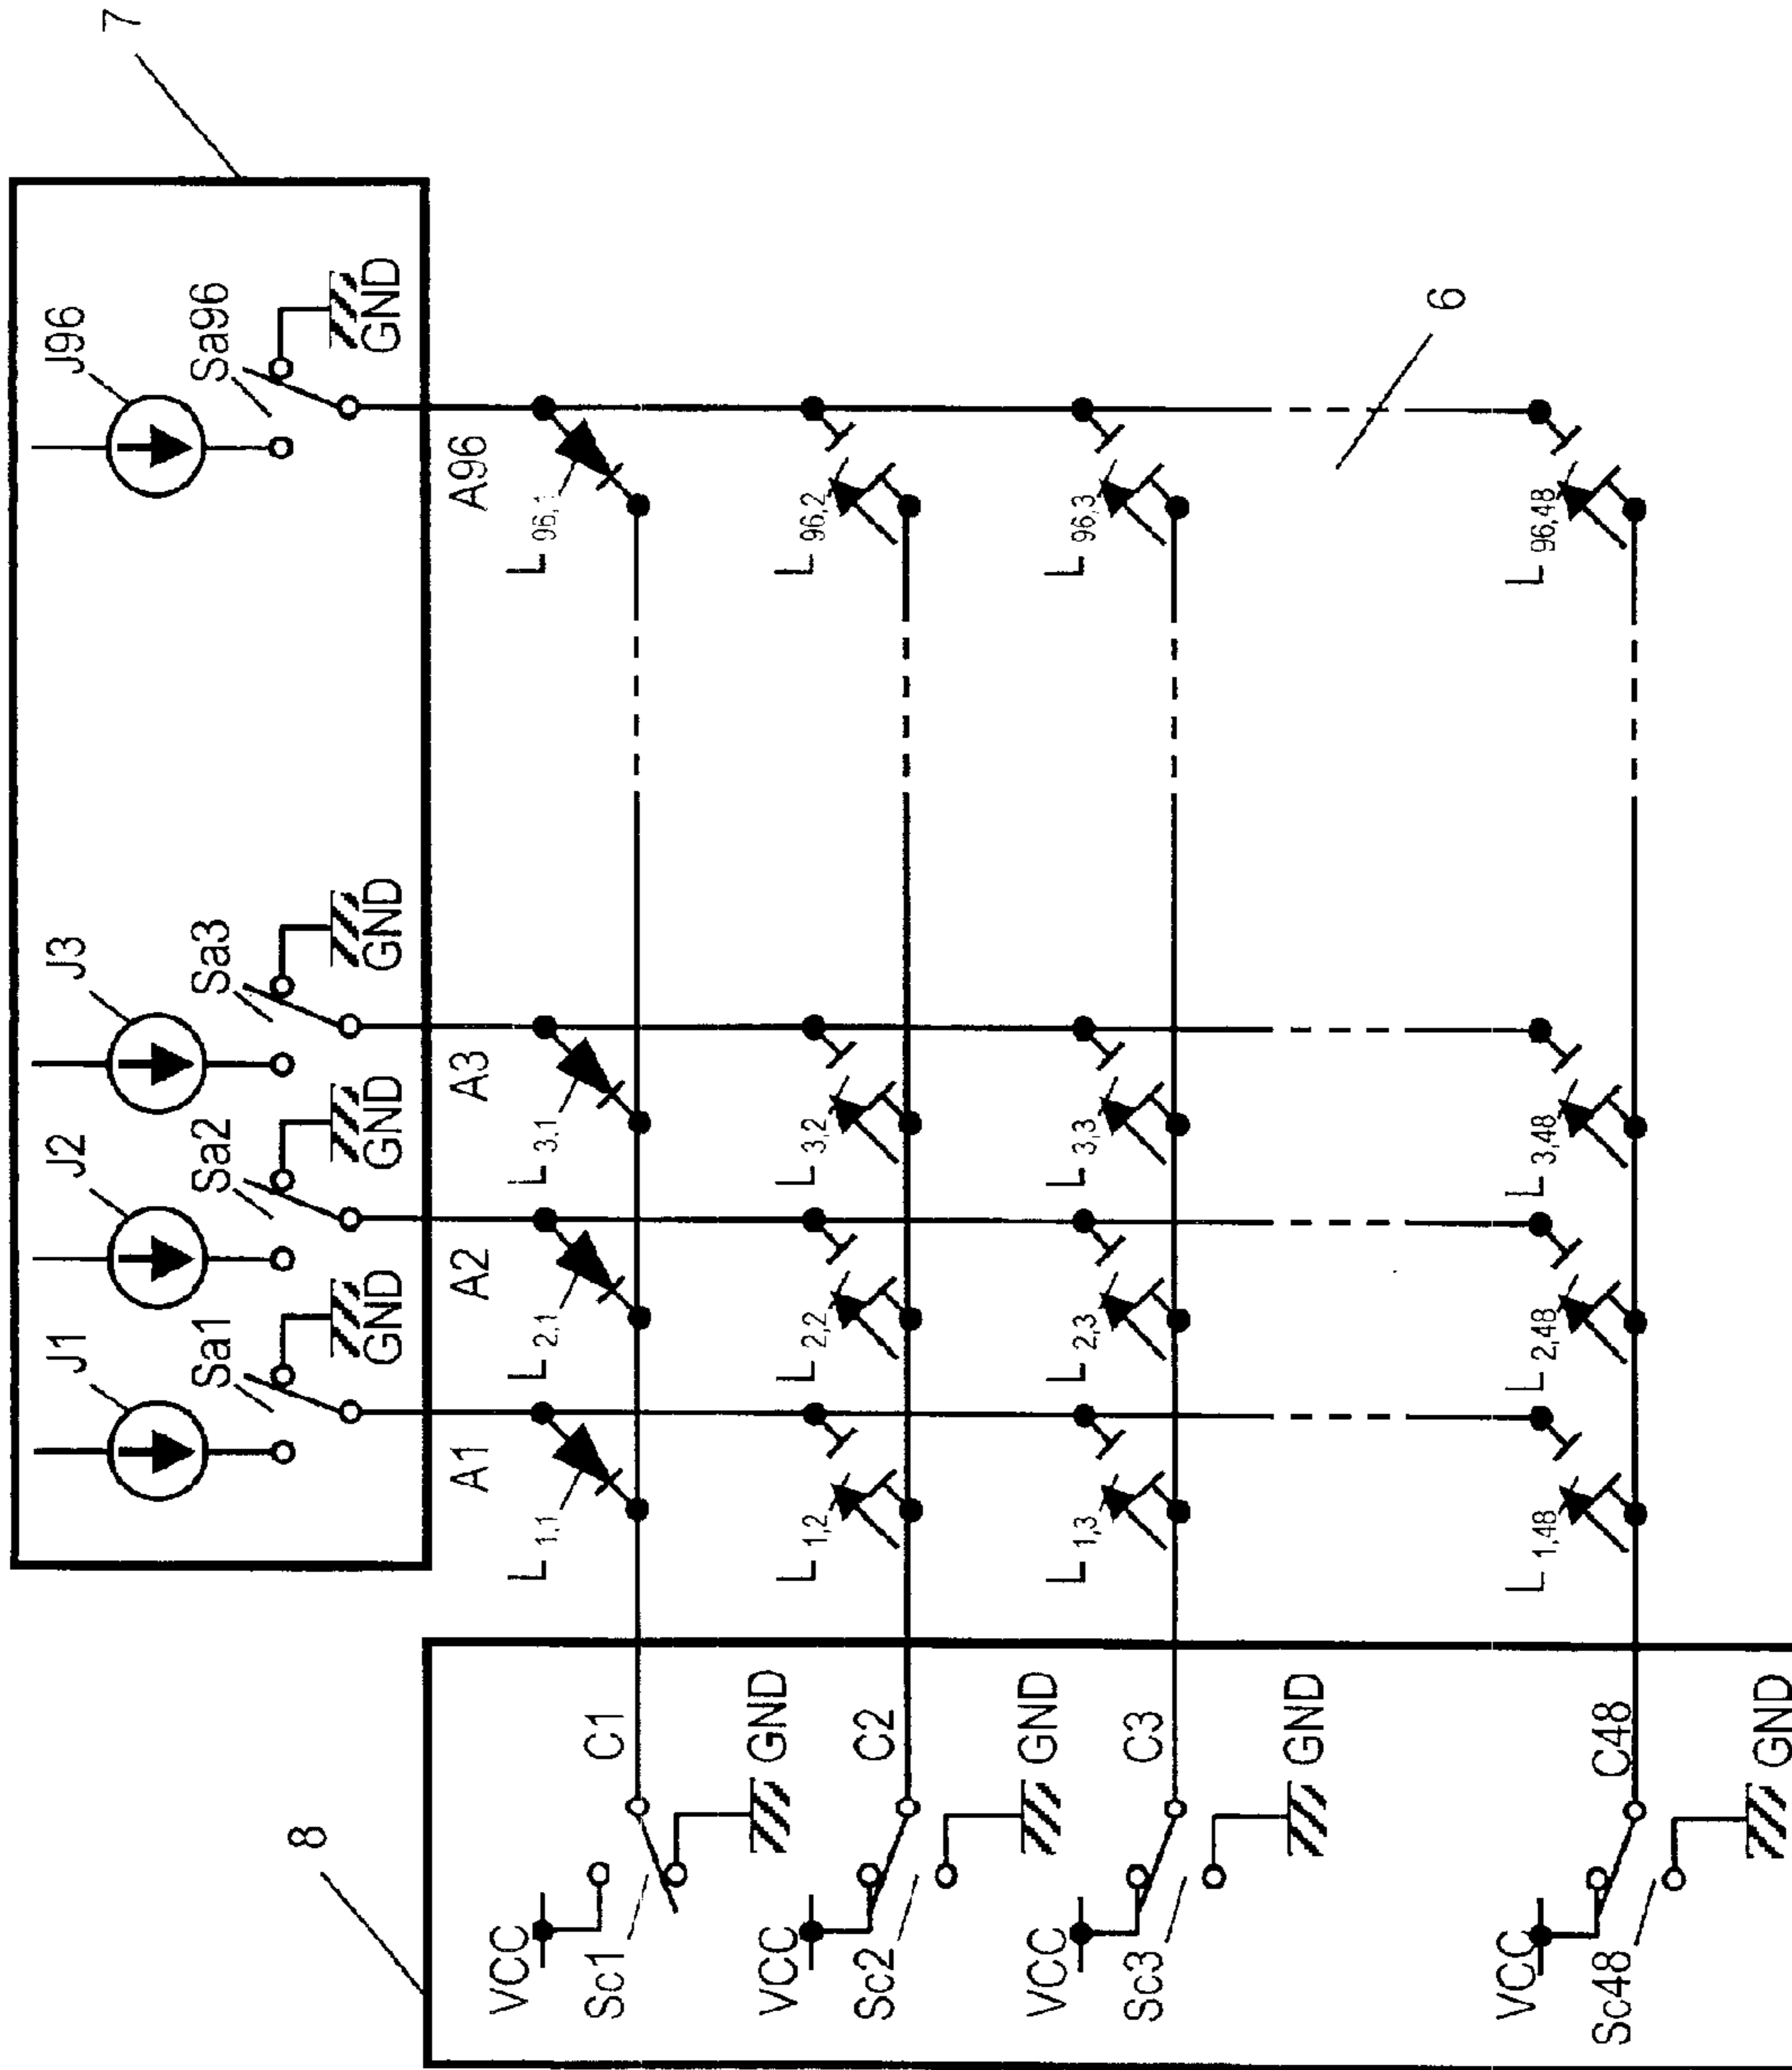 7
J1 J2 J3 J96
Sa1 Sa2 Sa3 Sa96
GND GND GND GND
A1 A2 A3 A96
8
VCC
Sc1
C1
GND
L 1,1 L 2,1 L 3,1 L 96,1
VCC
Sc2
C2
GND
L 1,2 L 2,2 L 3,2 L 96,2
VCC
Sc3
C3
GND
L 1,3 L 2,3 L 3,3 L 96,3
6
VCC
Sc48
C48
GND
L 1,48 L 2,48 L 3,48 L 96,48